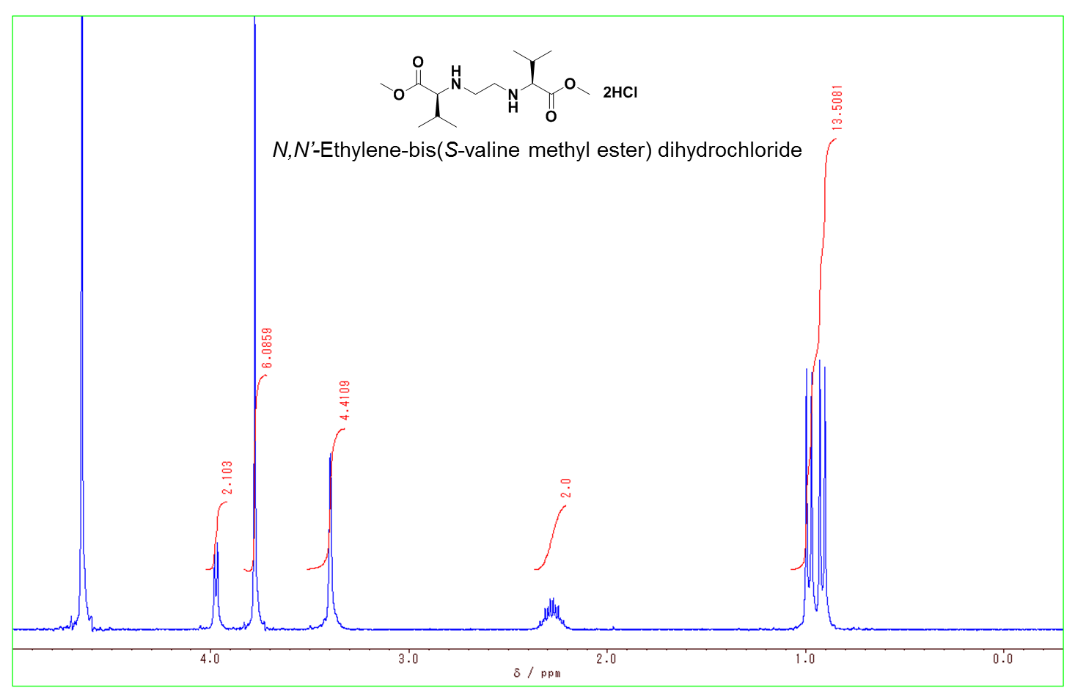 O
O
H
N
N
H
O
O
2HCl
N,N’-Ethylene-bis(S-valine methyl ester) dihydrochloride
2.103
6.0859
4.4109
2.0
13.5081
4.0 3.0 2.0 1.0 0.0
δ / ppm